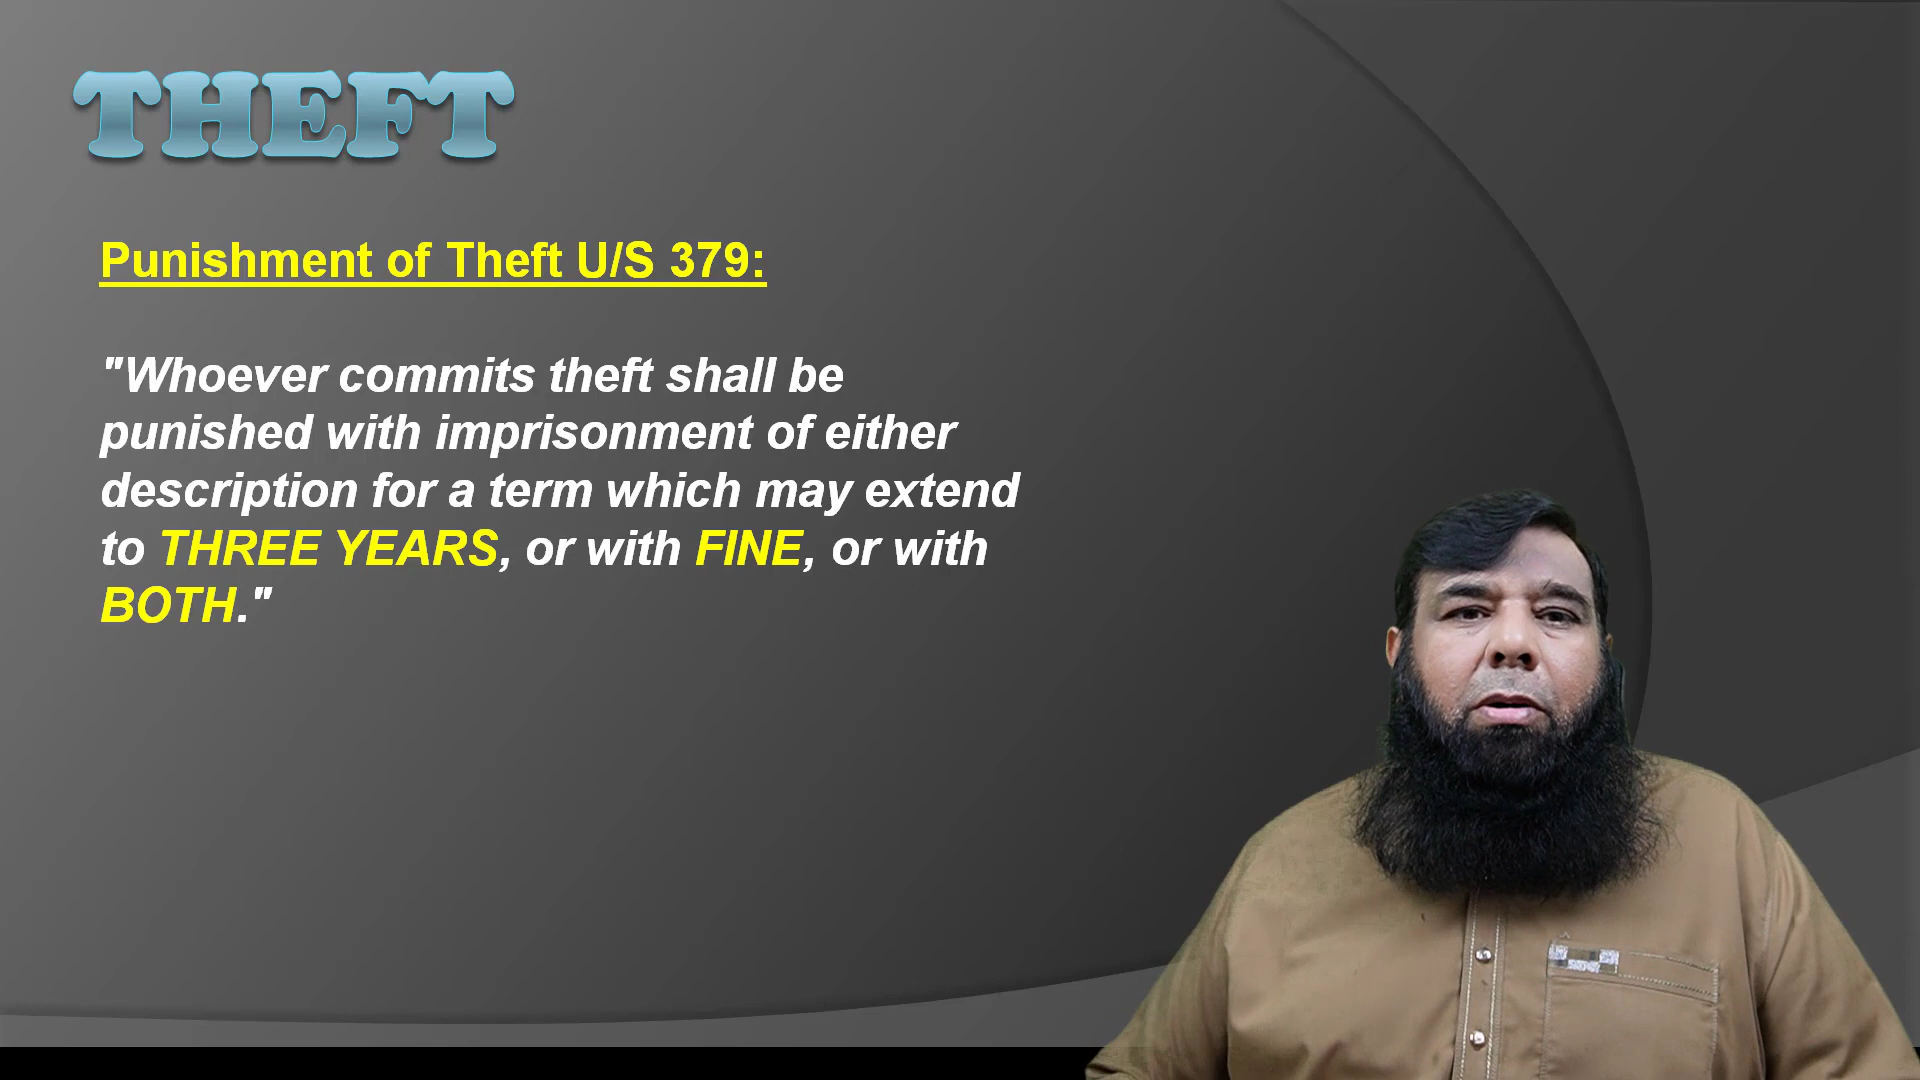 THEFT
Punishment of Theft U/S 379:
"Whoever commits theft shall be
punished with imprisonment of either
description for a term which may extend
to THREE YEARS, or with FINE, or with
BOTH."